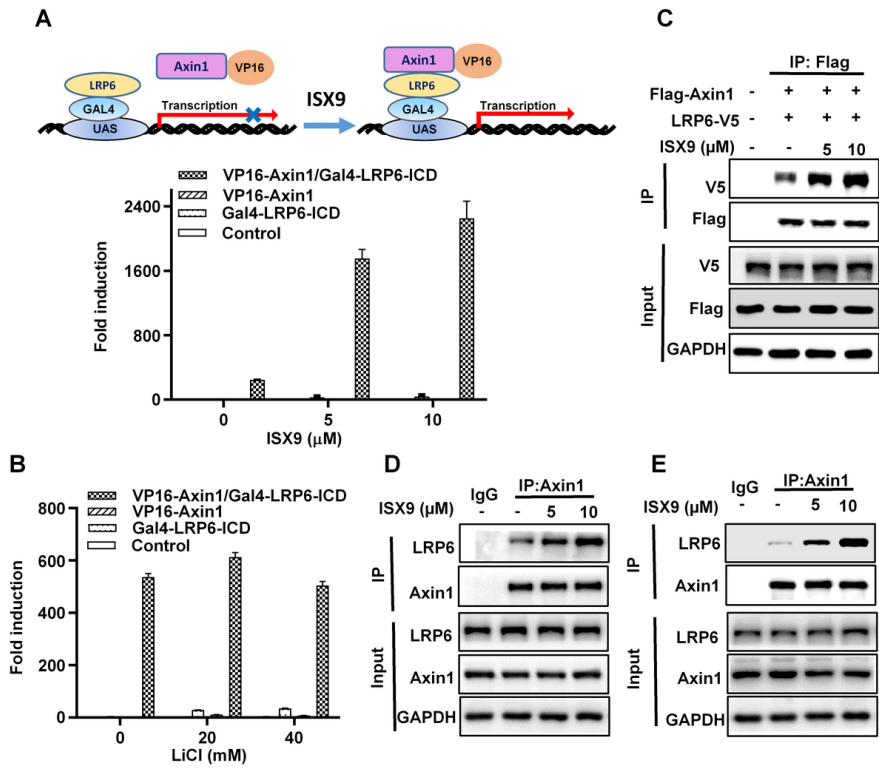 A
Axin1
VP16
LRP6
GAL4
UAS
Transcription
ISX9
Axin1
VP16
LRP6
GAL4
UAS
Transcription
VP16-Axin1/Gal4-LRP6-ICD
VP16-Axin1
Gal4-LRP6-ICD
Control
Fold induction
2400
1600
800
0
0 5 10
ISX9 (μM)
B
VP16-Axin1/Gal4-LRP6-ICD
VP16-Axin1
Gal4-LRP6-ICD
Control
Fold induction
800
600
400
200
0
0 20 40
LiCl (mM)
C
IP: Flag
Flag-Axin1 - + + +
LRP6-V5 - + + +
ISX9 (μM) - - 5 10
IP
V5
Flag
Input
V5
Flag
GAPDH
D
IgG IP:Axin1
ISX9 (μM) - - 5 10
IP
LRP6
Axin1
Input
LRP6
Axin1
GAPDH
E
IgG IP:Axin1
ISX9 (μM) - - 5 10
IP
LRP6
Axin1
Input
LRP6
Axin1
GAPDH